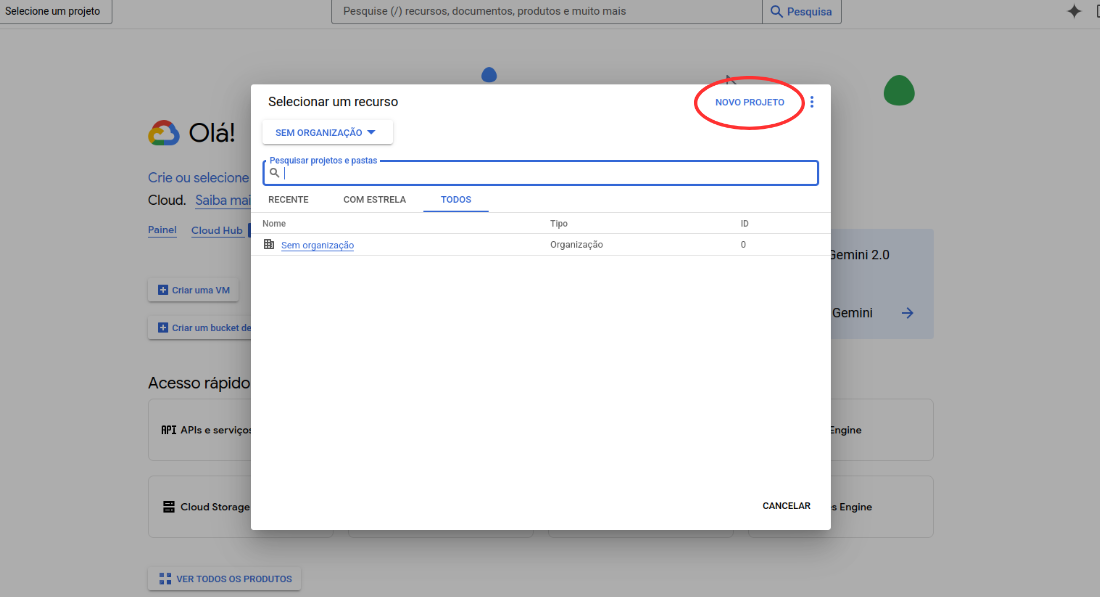 Selecione um projeto
Pesquise (/) recursos, documentos, produtos e muito mais
Pesquisa
Selecionar um recurso
NOVO PROJETO
SEM ORGANIZAÇÃO
Pesquisar projetos e pastas
RECENTE COM ESTRELA TODOS
Nome Tipo ID
Sem organização Organização 0
CANCELAR
Olá!
Crie ou selecione
Cloud. Saiba mai
Painel Cloud Hub
Gemini 2.0
Gemini
Criar uma VM
Criar um bucket de
Acesso rápido
API APIs e serviços
Engine
Cloud Storage
s Engine
VER TODOS OS PRODUTOS